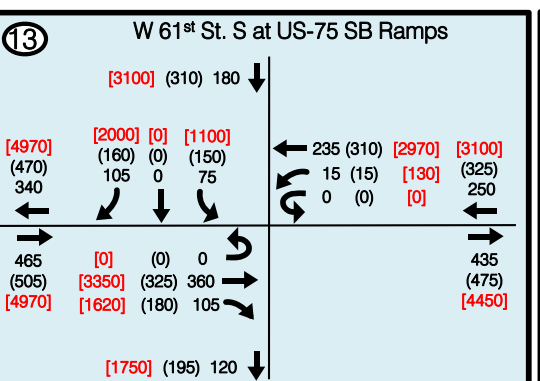 13
W 61st St. S at US-75 SB Ramps
[3100] (310) 180
[4970] [2000] [0] [1100] 235 (310) [2970] [3100]
(470) (160) (0) (150) 15 (15) [130] (325)
340 105 0 75 0 (0) [0] 250
465 [0] (0) 0 435
(505) [3350] (325) 360 (475)
[4970] [1620] (180) 105 [4450]
[1750] (195) 120